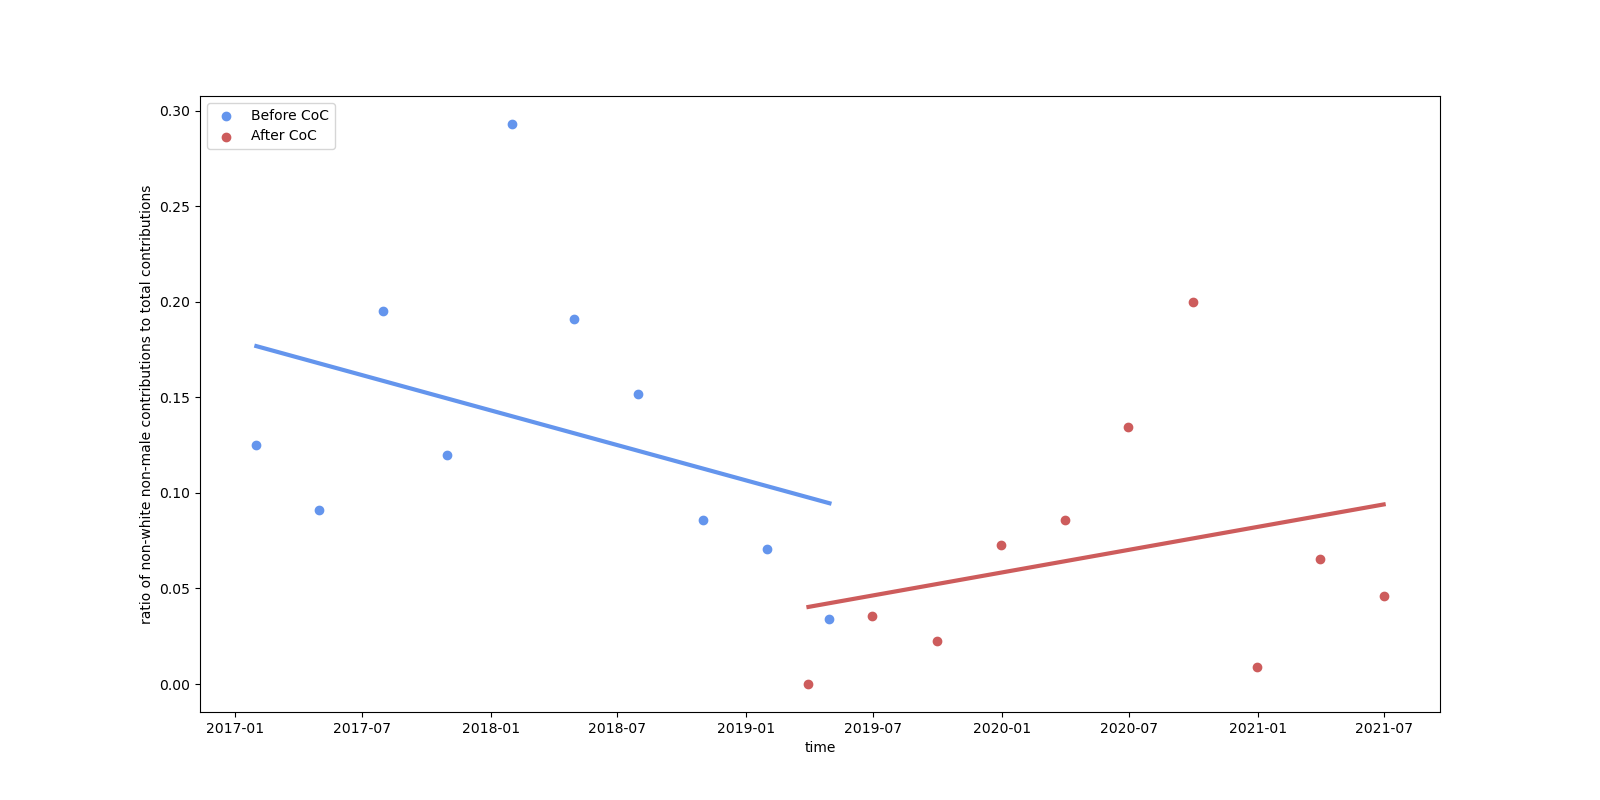 Before CoC
After CoC
ratio of non-white non-male contributions to total contributions
0.30
0.25
0.20
0.15
0.10
0.05
0.00
2017-01 2017-07 2018-01 2018-07 2019-01 2019-07 2020-01 2020-07 2021-01 2021-07
time